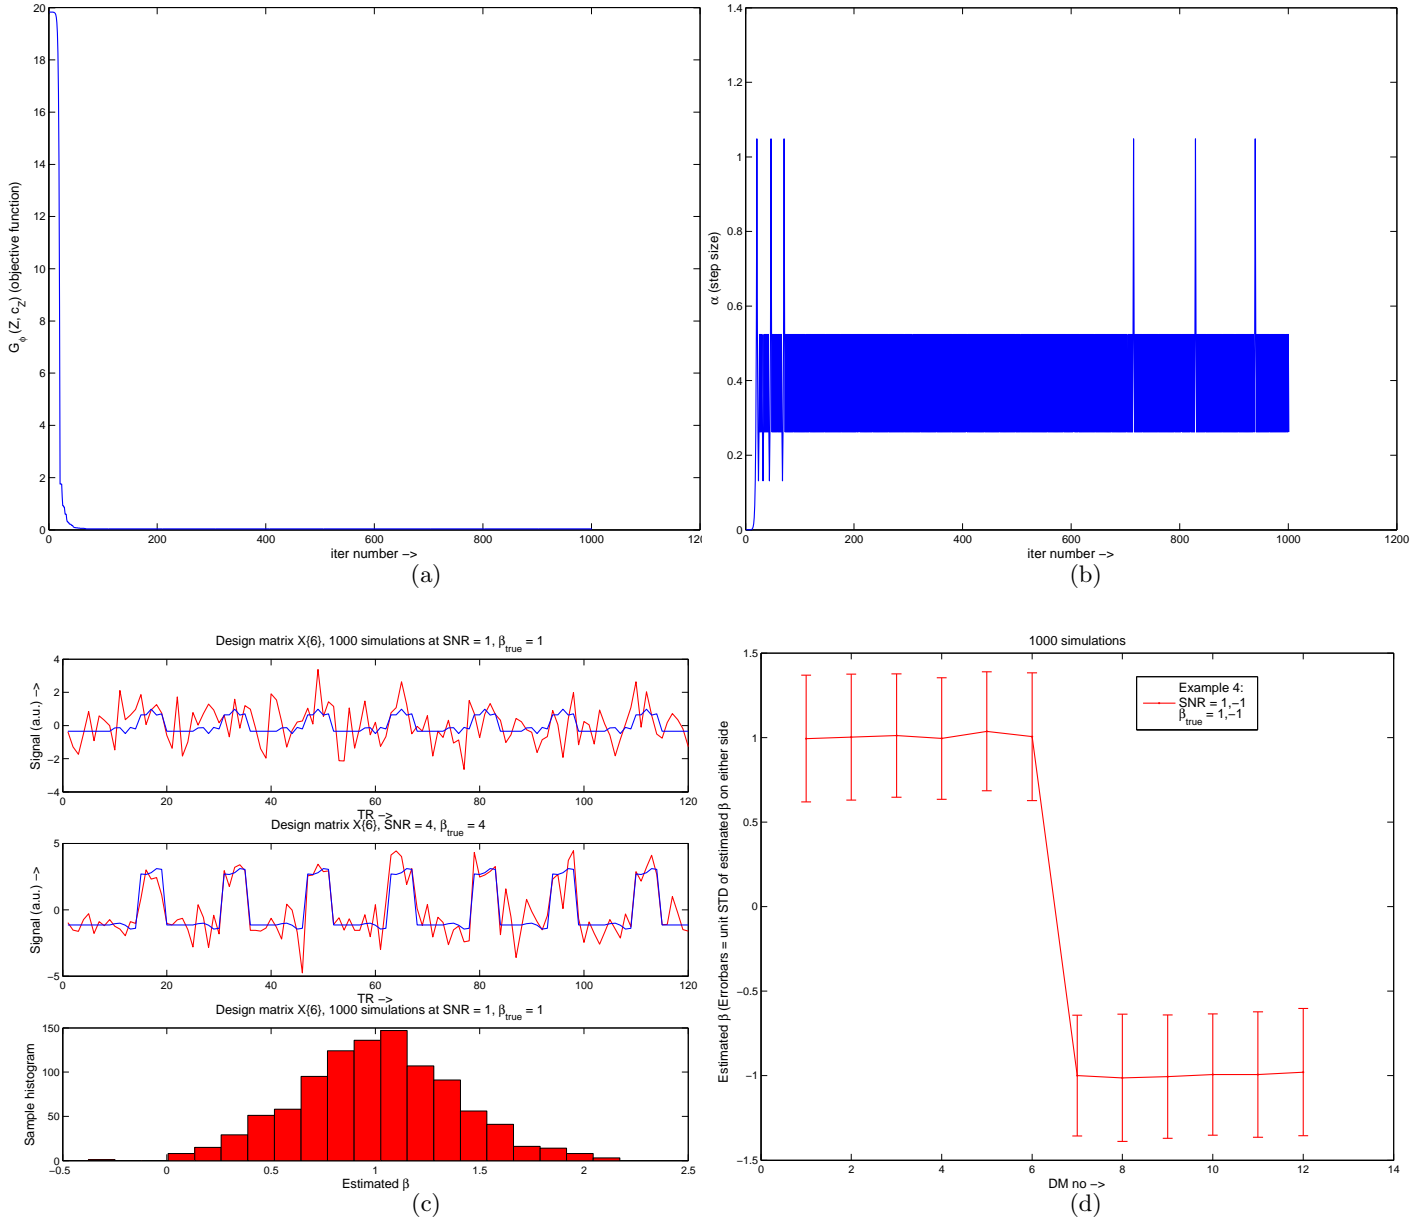 20
18
16
14
12
10
8
6
4
2
0
0 200 400 600 800 1000 120
G_ϕ (Z, c_Z) (objective function)
iter number −>
(a)
1.4
1.2
1
0.8
0.6
0.4
0.2
0
0 200 400 600 800 1000 1200
α (step size)
iter number −>
(b)
Design matrix X{6}, 1000 simulations at SNR = 1, β_true = 1
4
2
0
−2
−4
0 20 40 60 80 100 120
Signal (a.u.) −>
TR −>
Design matrix X{6}, SNR = 4, β_true = 4
5
0
−5
0 20 40 60 80 100 120
Signal (a.u.) −>
TR −>
Design matrix X{6}, 1000 simulations at SNR = 1, β_true = 1
150
100
50
0
−0.5 0 0.5 1 1.5 2 2.5
Sample histogram
Estimated β
(c)
1000 simulations
1.5
1
0.5
0
−0.5
−1
−1.5
0 2 4 6 8 10 12 14
Estimated β (Errorbars = unit STD of estimated β on either side
DM no −>
Example 4:
SNR = 1,−1
β_true = 1,−1
(d)